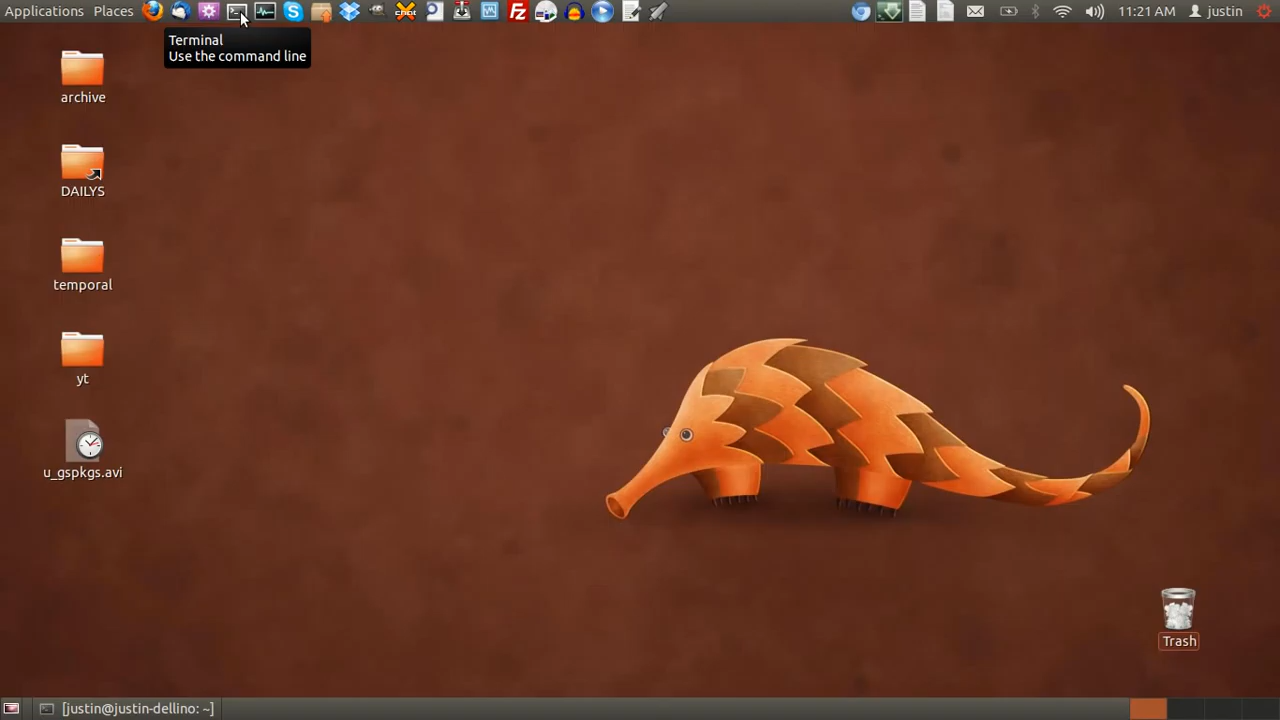 Applications Places
11:21 AM justin
Terminal
Use the command line
archive
DAILYS
temporal
yt
u_gspkgs.avi
Trash
[justin@justin-dellino: ~]